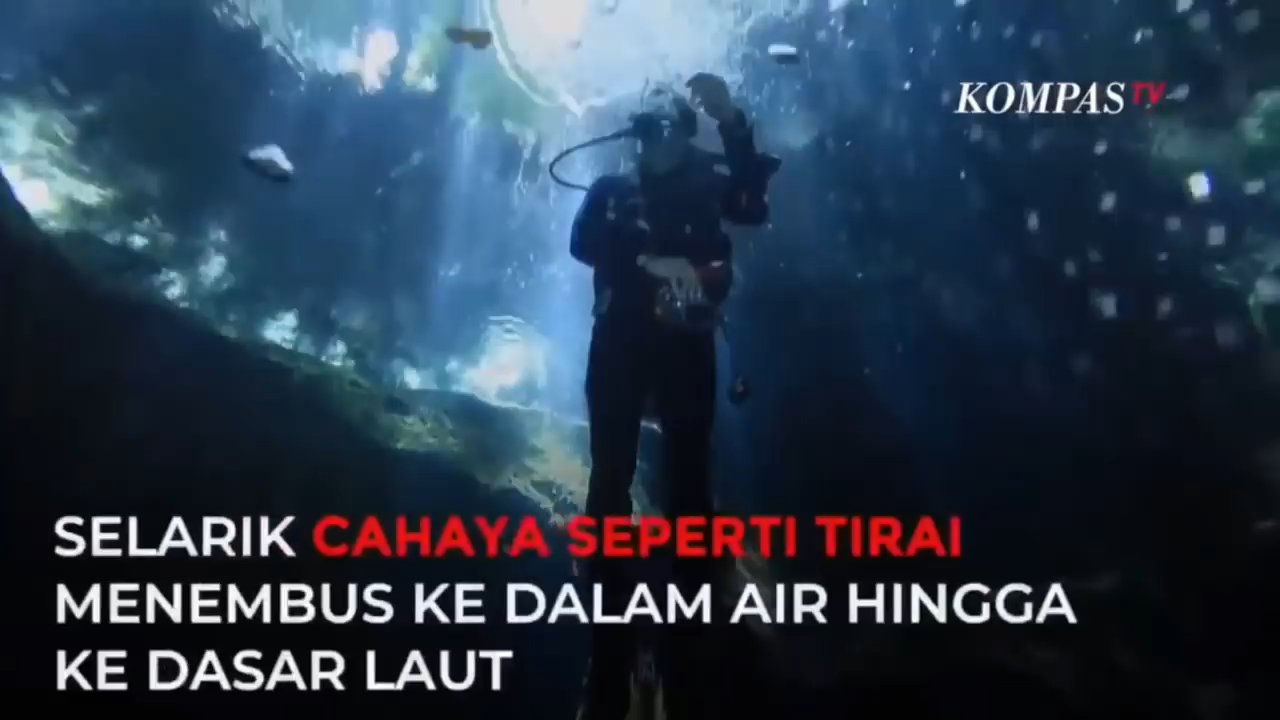 KOMPAS TV
SELARIK CAHAYA SEPERTI TIRAI
MENEMBUS KE DALAM AIR HINGGA
KE DASAR LAUT